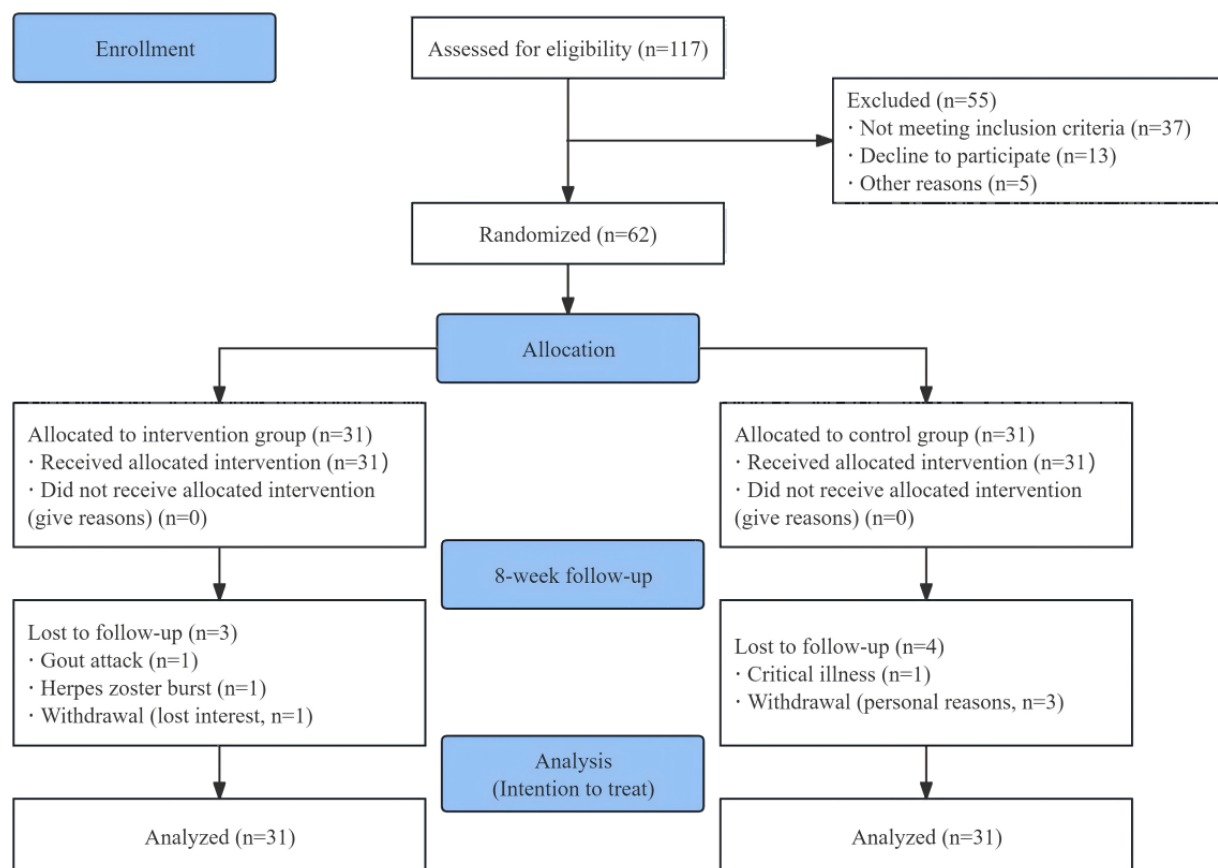 Enrollment
Assessed for eligibility (n=117)
Excluded (n=55)
· Not meeting inclusion criteria (n=37)
· Decline to participate (n=13)
· Other reasons (n=5)
Randomized (n=62)
Allocation
Allocated to intervention group (n=31)
· Received allocated intervention (n=31)
· Did not receive allocated intervention
(give reasons) (n=0)
Allocated to control group (n=31)
· Received allocated intervention (n=31)
· Did not receive allocated intervention
(give reasons) (n=0)
8-week follow-up
Lost to follow-up (n=3)
· Gout attack (n=1)
· Herpes zoster burst (n=1)
· Withdrawal (lost interest, n=1)
Lost to follow-up (n=4)
· Critical illness (n=1)
· Withdrawal (personal reasons, n=3)
Analysis
(Intention to treat)
Analyzed (n=31)
Analyzed (n=31)